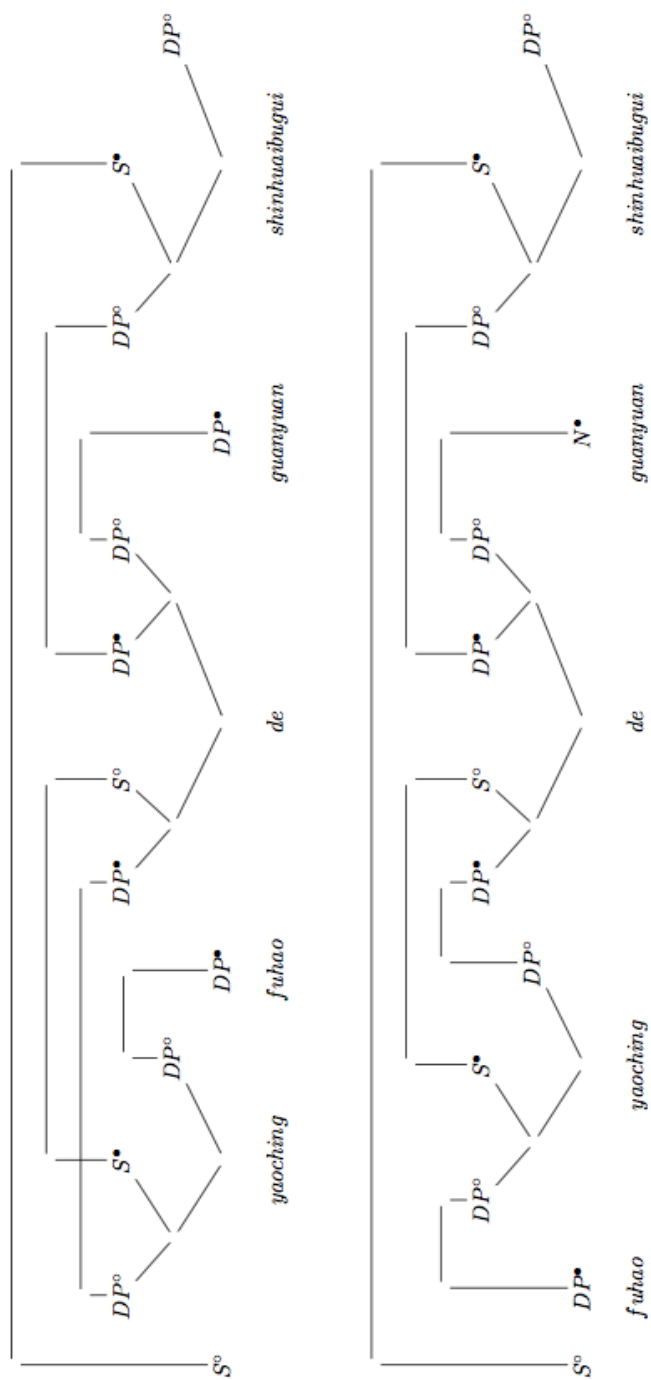 DP° S• DP• S° DP• DP° DP° S•
DP° DP°
S° DP• DP•
yaoching fuhao de guanyuan shinhuaibugui
DP° S• DP• S° DP• DP° DP° S•
DP° DP°
S° DP• N•
fuhao yaoching de guanyuan shinhuaibugui